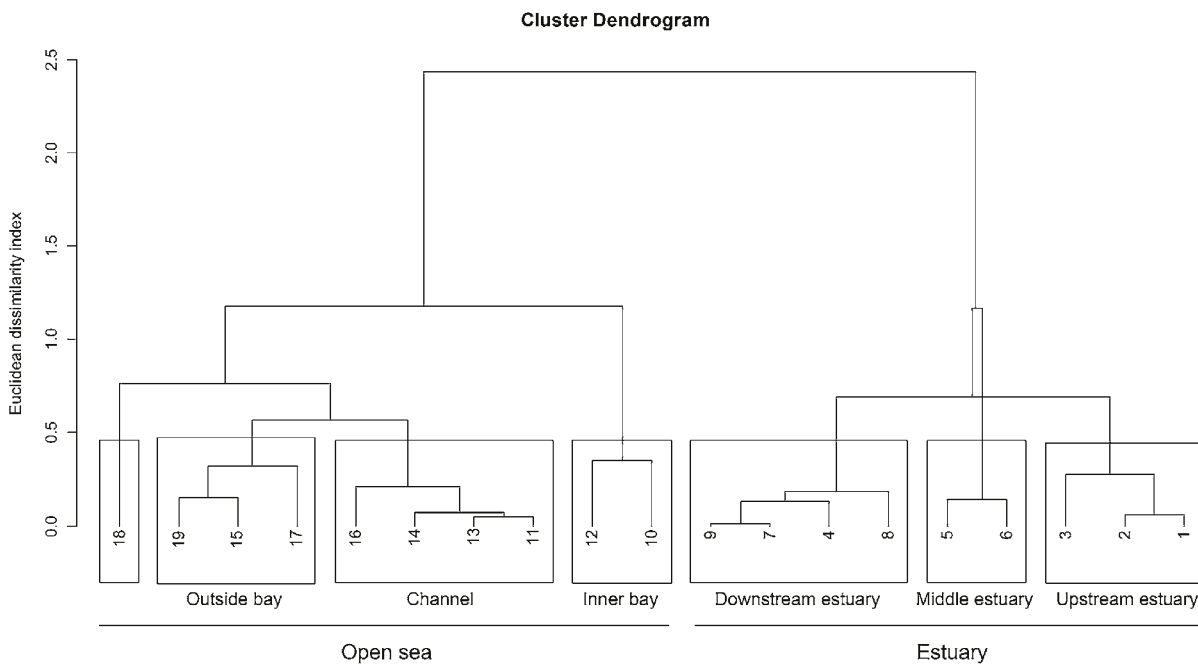 Cluster Dendrogram
Euclidean dissimilarity index
2.5
2.0
1.5
1.0
0.5
0.0
18 19 15 17 16 14 13 11 12 10 9 7 4 8 5 6 3 2 1
Outside bay Channel Inner bay Downstream estuary Middle estuary Upstream estuary
Open sea Estuary